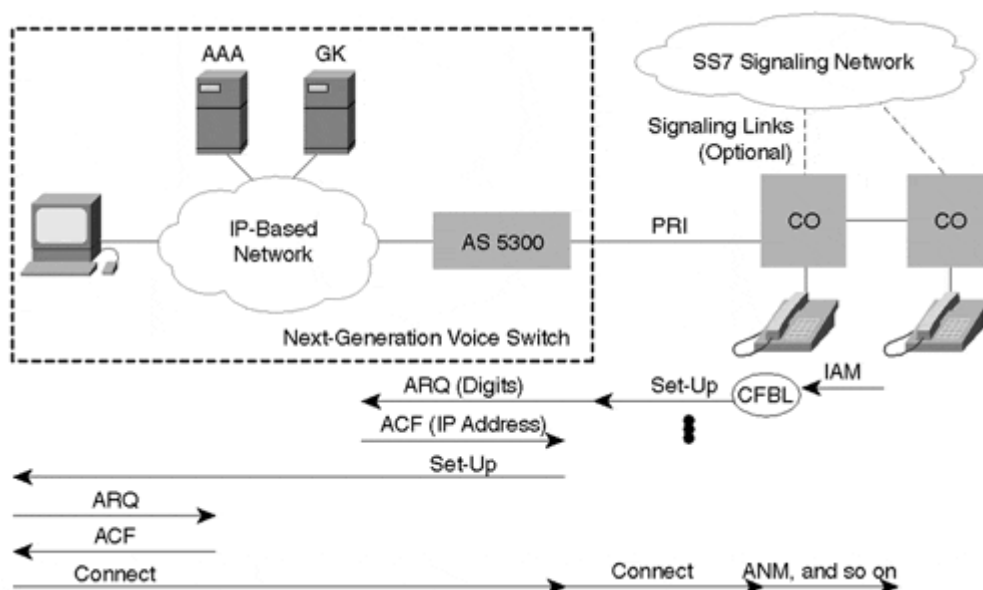 AAA
GK
SS7 Signaling Network
Signaling Links
(Optional)
IP-Based
Network
AS 5300
PRI
CO
CO
Next-Generation Voice Switch
IAM
ARQ (Digits)
Set-Up
CFBL
ACF (IP Address)
Set-Up
ARQ
ACF
Connect
Connect
ANM, and so on